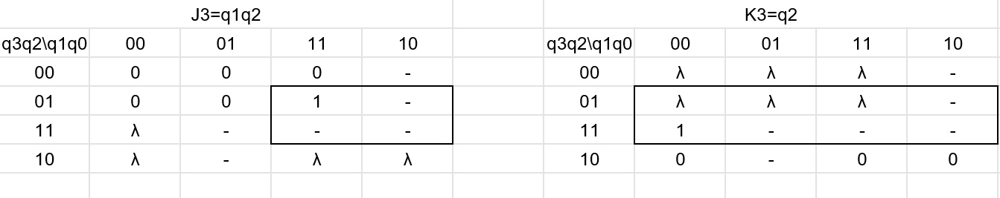 J3=q1q2 K3=q2
q3q2\q1q0 00 01 11 10 q3q2\q1q0 00 01 11 10
00 0 0 0 - 00 λ λ λ -
01 0 0 1 - 01 λ λ λ -
11 λ - - - 11 1 - - -
10 λ - λ λ 10 0 - 0 0